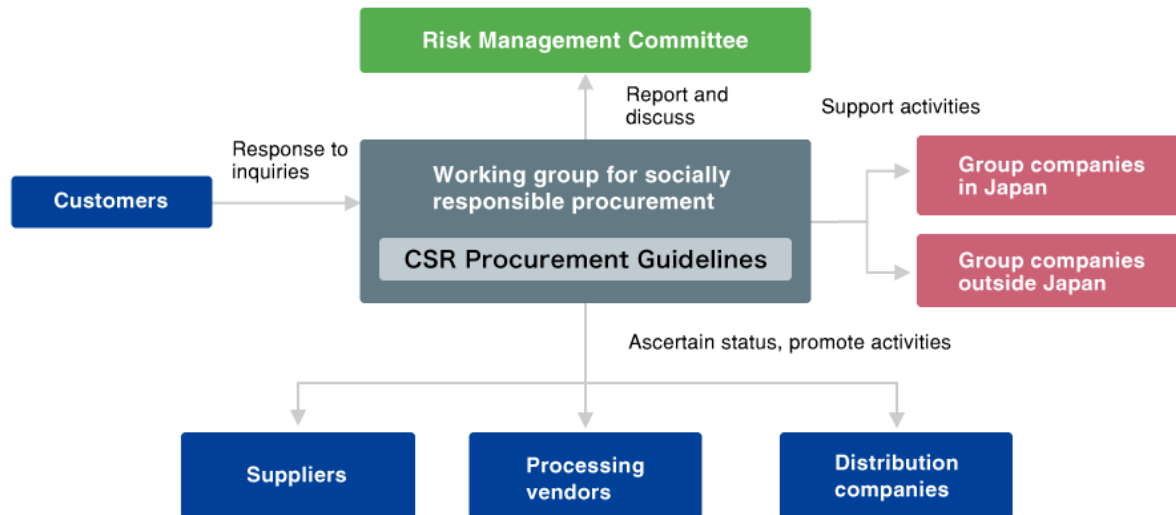 Risk Management Committee
Report and
discuss
Support activities
Response to
inquiries
Customers
Working group for socially
responsible procurement
CSR Procurement Guidelines
Group companies
in Japan
Group companies
outside Japan
Ascertain status, promote activities
Suppliers
Processing
vendors
Distribution
companies